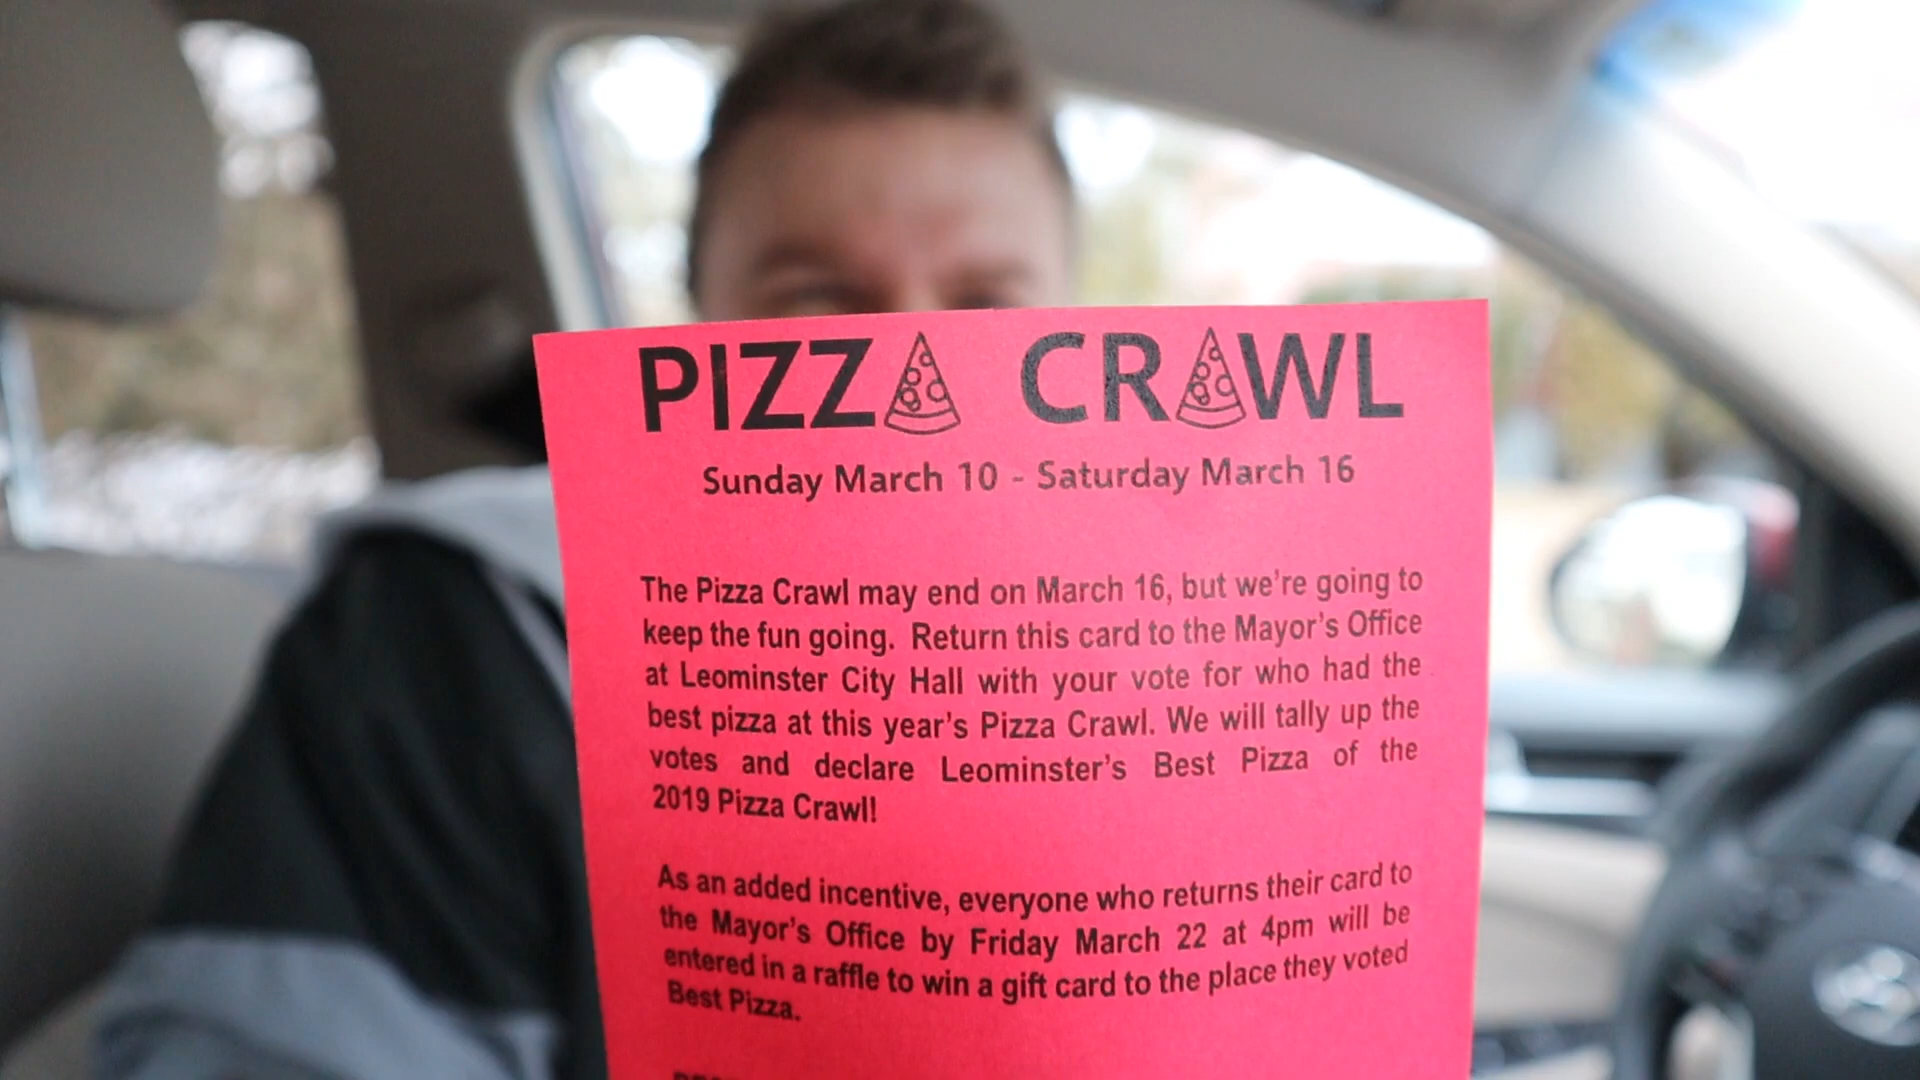 PIZZA CRAWL
Sunday March 10 - Saturday March 16
The Pizza Crawl may end on March 16, but we're going to
keep the fun going. Return this card to the Mayor's Office
at Leominster City Hall with your vote for who had the
best pizza at this year's Pizza Crawl. We will tally up the
votes and declare Leominster's Best Pizza of the
2019 Pizza Crawl!
As an added incentive, everyone who returns their card to
the Mayor's Office by Friday March 22 at 4pm will be
entered in a raffle to win a gift card to the place they voted
Best Pizza.